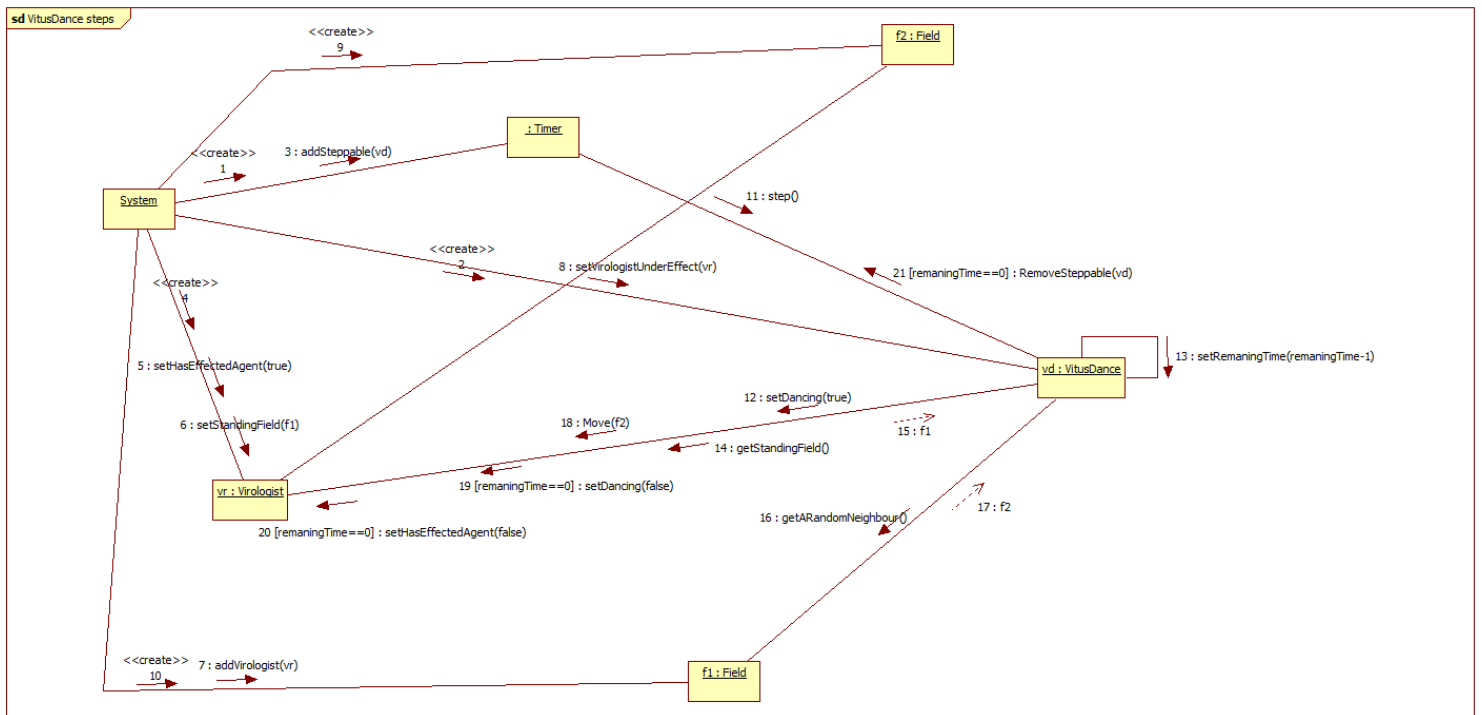 sd VitusDance steps
<<create>>
9
f2 : Field
: Timer
<<create>>
1
3 : addSteppable(vd)
System
11 : step()
<<create>>
2
8 : setVirologistUnderEffect(vr)
21 [remaningTime==0] : RemoveSteppable(vd)
<<create>>
4
5 : setHasEffectedAgent(true)
13 : setRemaningTime(remaningTime-1)
vd : VitusDance
12 : setDancing(true)
6 : setStandingField(f1)
18 : Move(f2)
15 : f1
14 : getStandingField()
vr : Virologist
19 [remaningTime==0] : setDancing(false)
17 : f2
16 : getARandomNeighbour()
20 [remaningTime==0] : setHasEffectedAgent(false)
<<create>>
10
7 : addVirologist(vr)
f1 : Field